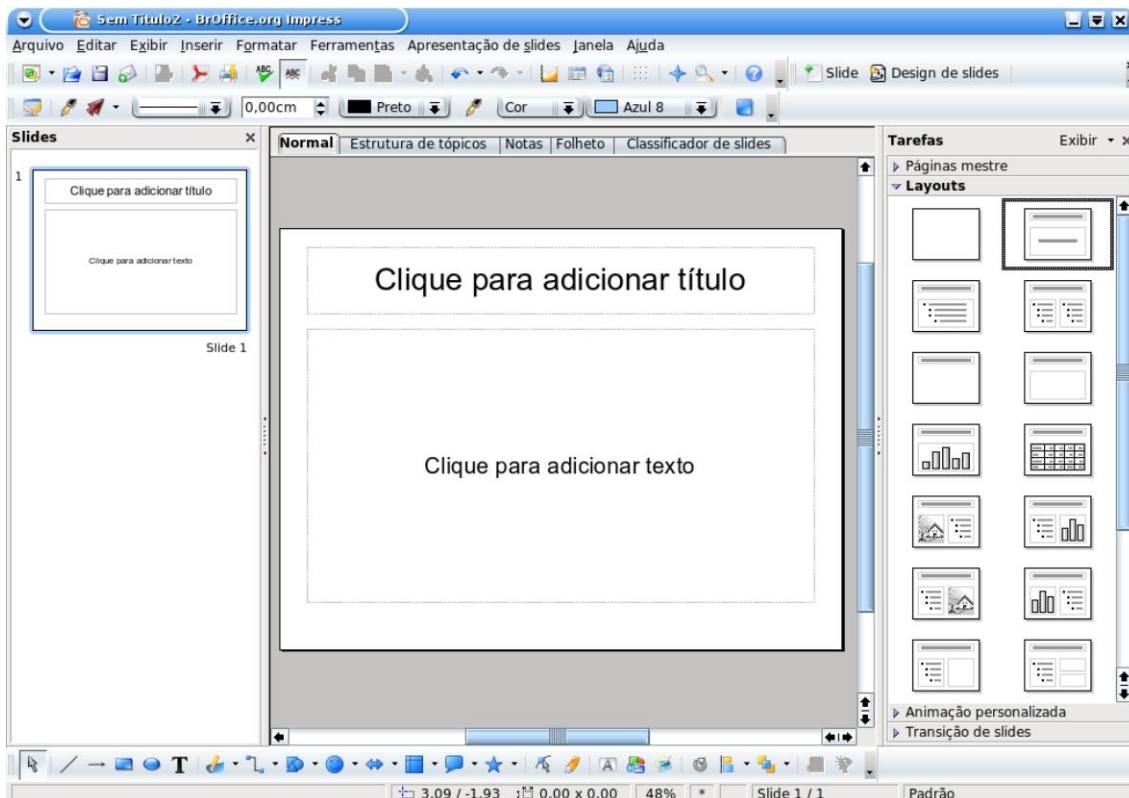 Sem Título2 - BrOffice.org Impress
Arquivo Editar Exibir Inserir Formatar Ferramentas Apresentação de slides Janela Ajuda
ABC ABC Slide Design de slides
0,00cm Preto Cor Azul 8
Slides
Normal Estrutura de tópicos Notas Folheto Classificador de slides
Tarefas Exibir
Páginas mestre
Layouts
1
Clique para adicionar título
Clique para adicionar texto
Slide 1
Clique para adicionar título
Clique para adicionar texto
Animação personalizada
Transição de slides
T A
3,09 / -1,93 0,00 x 0,00 48% * Slide 1 / 1 Padrão